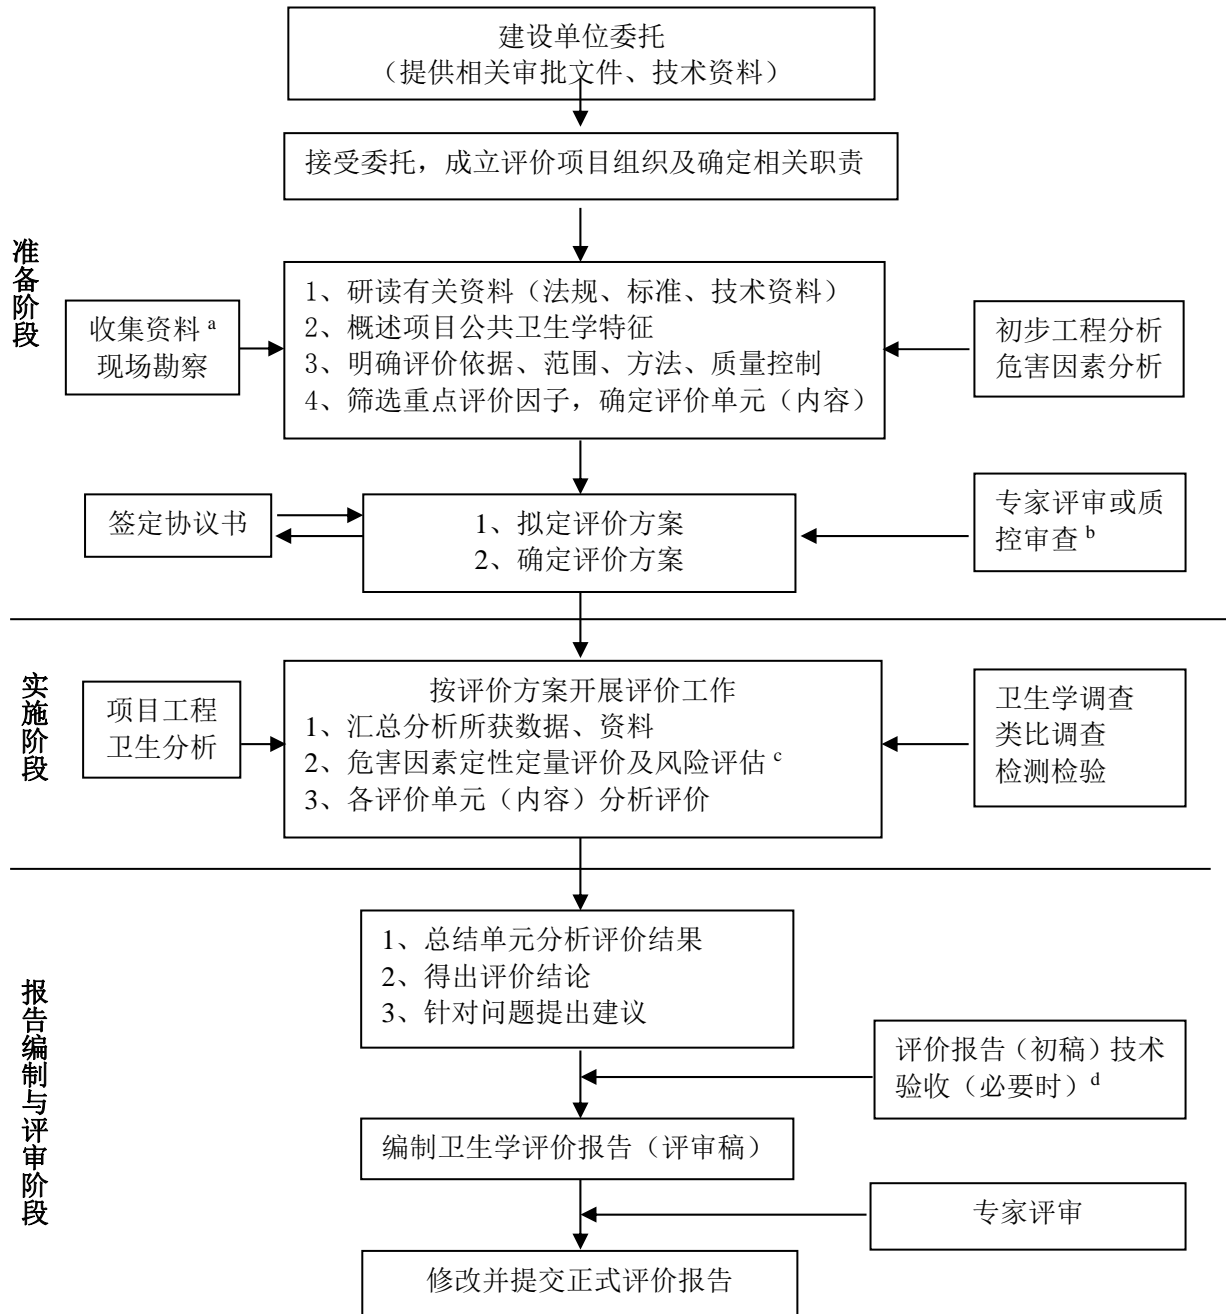 建设单位委托
（提供相关审批文件、技术资料）
接受委托，成立评价项目组织及确定相关职责
准备阶段
收集资料 a
现场勘察
1、研读有关资料（法规、标准、技术资料）
2、概述项目公共卫生学特征
3、明确评价依据、范围、方法、质量控制
4、筛选重点评价因子，确定评价单元（内容）
初步工程分析
危害因素分析
签定协议书
1、拟定评价方案
2、确定评价方案
专家评审或质
控审查 b
实施阶段
项目工程
卫生分析
按评价方案开展评价工作
1、汇总分析所获数据、资料
2、危害因素定性定量评价及风险评估 c
3、各评价单元（内容）分析评价
卫生学调查
类比调查
检测检验
报告编制与评审阶段
1、总结单元分析评价结果
2、得出评价结论
3、针对问题提出建议
评价报告（初稿）技术
验收（必要时）d
编制卫生学评价报告（评审稿）
专家评审
修改并提交正式评价报告